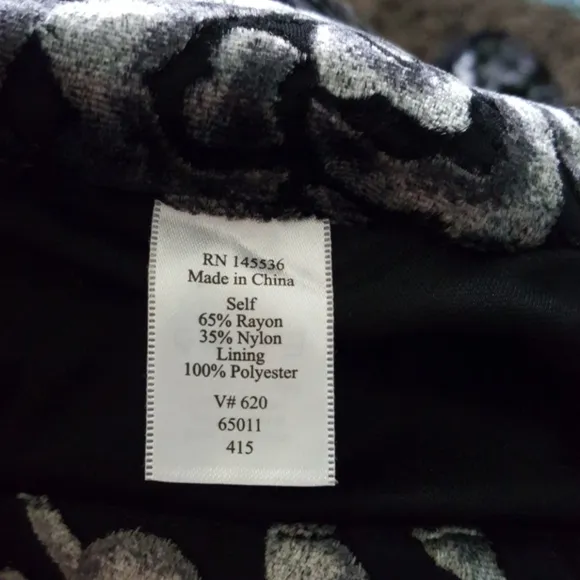 RN 145536
Made in China
Self
65% Rayon
35% Nylon
Lining
100% Polyester
V# 620
65011
415